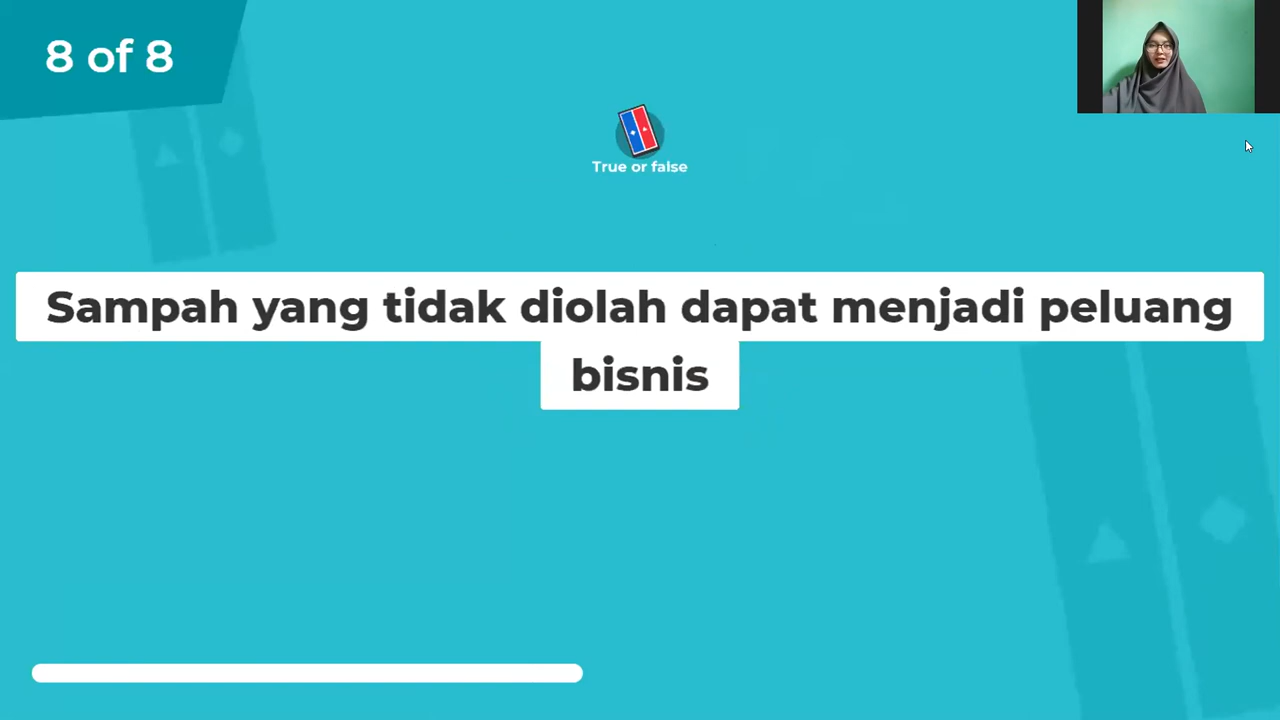 8 of 8
True or false
Sampah yang tidak diolah dapat menjadi peluang
bisnis